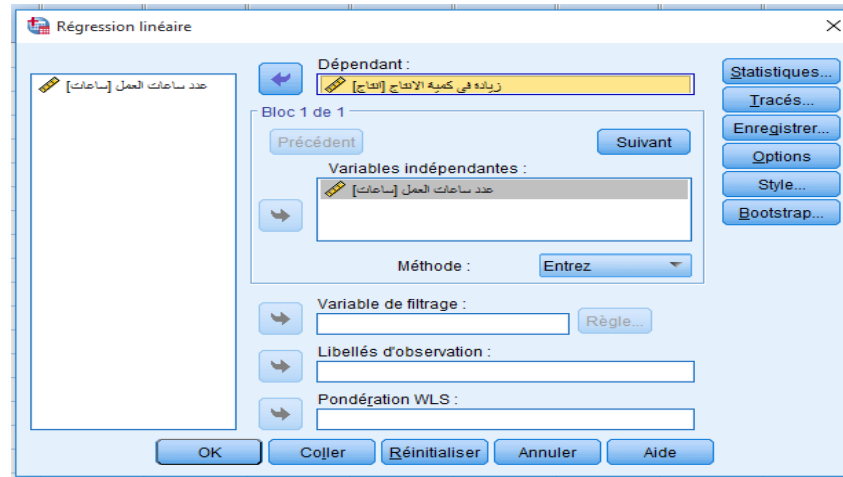 Régression linéaire
عدد ساعات العمل [ساعات]
Dépendant :
زياده في كمية الانتاج [انتاج]
Bloc 1 de 1
Précédent
Suivant
Variables indépendantes :
عدد ساعات العمل [ساعات]
Méthode :
Entrez
Variable de filtrage :
Règle...
Libellés d'observation :
Pondération WLS :
Statistiques...
Tracés...
Enregistrer...
Options
Style...
Bootstrap...
OK
Coller
Réinitialiser
Annuler
Aide